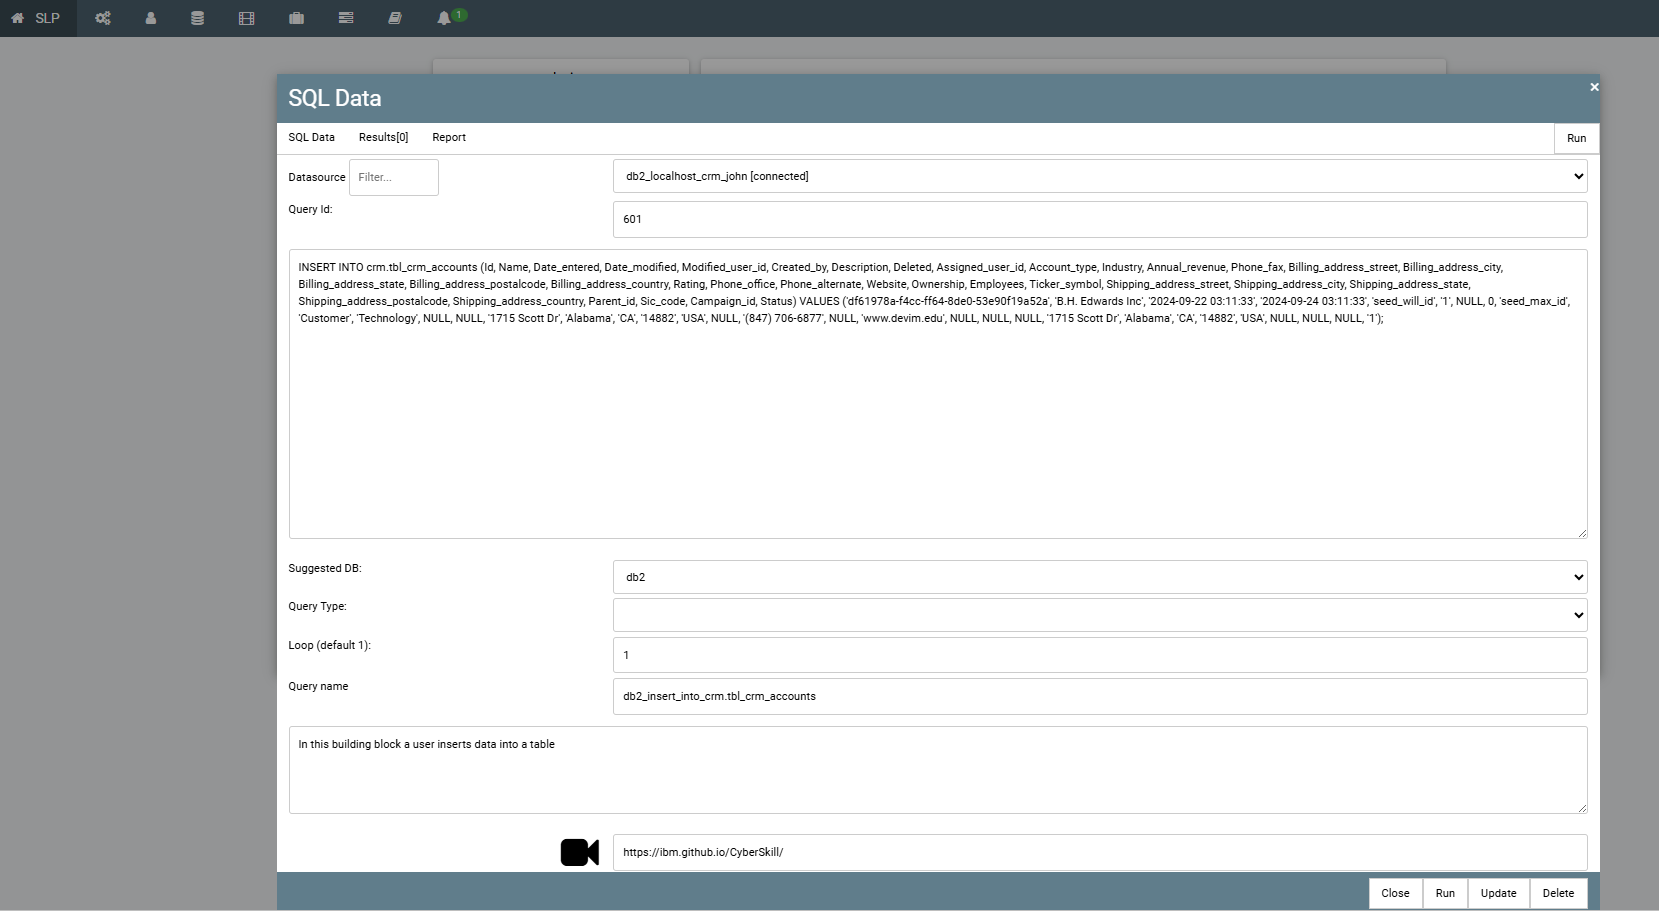 SLP
1
SQL Data
×
SQL Data Results[0] Report
Run
Datasource Filter... db2_localhost_crm_john [connected]
Query Id: 601
INSERT INTO crm.tbl_crm_accounts (Id, Name, Date_entered, Date_modified, Modified_user_id, Created_by, Description, Deleted, Assigned_user_id, Account_type, Industry, Annual_revenue, Phone_fax, Billing_address_street, Billing_address_city,
Billing_address_state, Billing_address_postalcode, Billing_address_country, Rating, Phone_office, Phone_alternate, Website, Ownership, Employees, Ticker_symbol, Shipping_address_street, Shipping_address_city, Shipping_address_state,
Shipping_address_postalcode, Shipping_address_country, Parent_id, Sic_code, Campaign_id, Status) VALUES ('df61978a-f4cc-ff64-8de0-53e90f19a52a', 'B.H. Edwards Inc', '2024-09-22 03:11:33', '2024-09-24 03:11:33', 'seed_will_id', '1', NULL, 0, 'seed_max_id',
'Customer', 'Technology', NULL, NULL, '1715 Scott Dr', 'Alabama', 'CA', '14882', 'USA', NULL, '(847) 706-6877', NULL, 'www.devim.edu', NULL, NULL, NULL, '1715 Scott Dr', 'Alabama', 'CA', '14882', 'USA', NULL, NULL, NULL, '1');
Suggested DB: db2
Query Type:
Loop (default 1): 1
Query name db2_insert_into_crm.tbl_crm_accounts
In this building block a user inserts data into a table
https://ibm.github.io/CyberSkill/
Close Run Update Delete